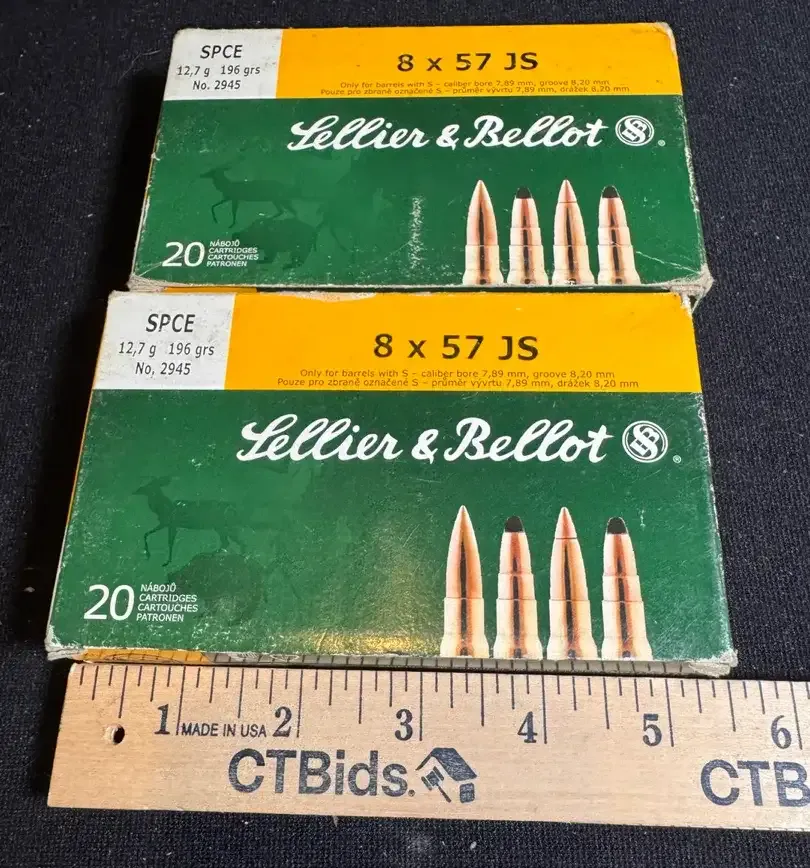 SPCE
12,7 g 196 grs
No. 2945
8 x 57 JS
Only for barrels with S – caliber bore 7,89 mm, groove 8,20 mm
Pouze pro zbraně označené S – průměr vývrtu 7,89 mm, drážek 8,20 mm
Lellier & Bellot
SB
®
20
NÁBOJŮ
CARTRIDGES
CARTOUCHES
PATRONEN
SPCE
12,7 g 196 grs
No, 2945
8 x 57 JS
Only for barrels with S – caliber bore 7,89 mm, groove 8,20 mm
Pouze pro zbraně označené S – průměr vývrtu 7,89 mm, drážek 8,20 mm
Sellier & Bellot
SB
®
20
NÁBOJŮ
CARTRIDGES
CARTOUCHES
PATRONEN
1 MADE IN USA 2 3 4 5 6
CTBids. CTB